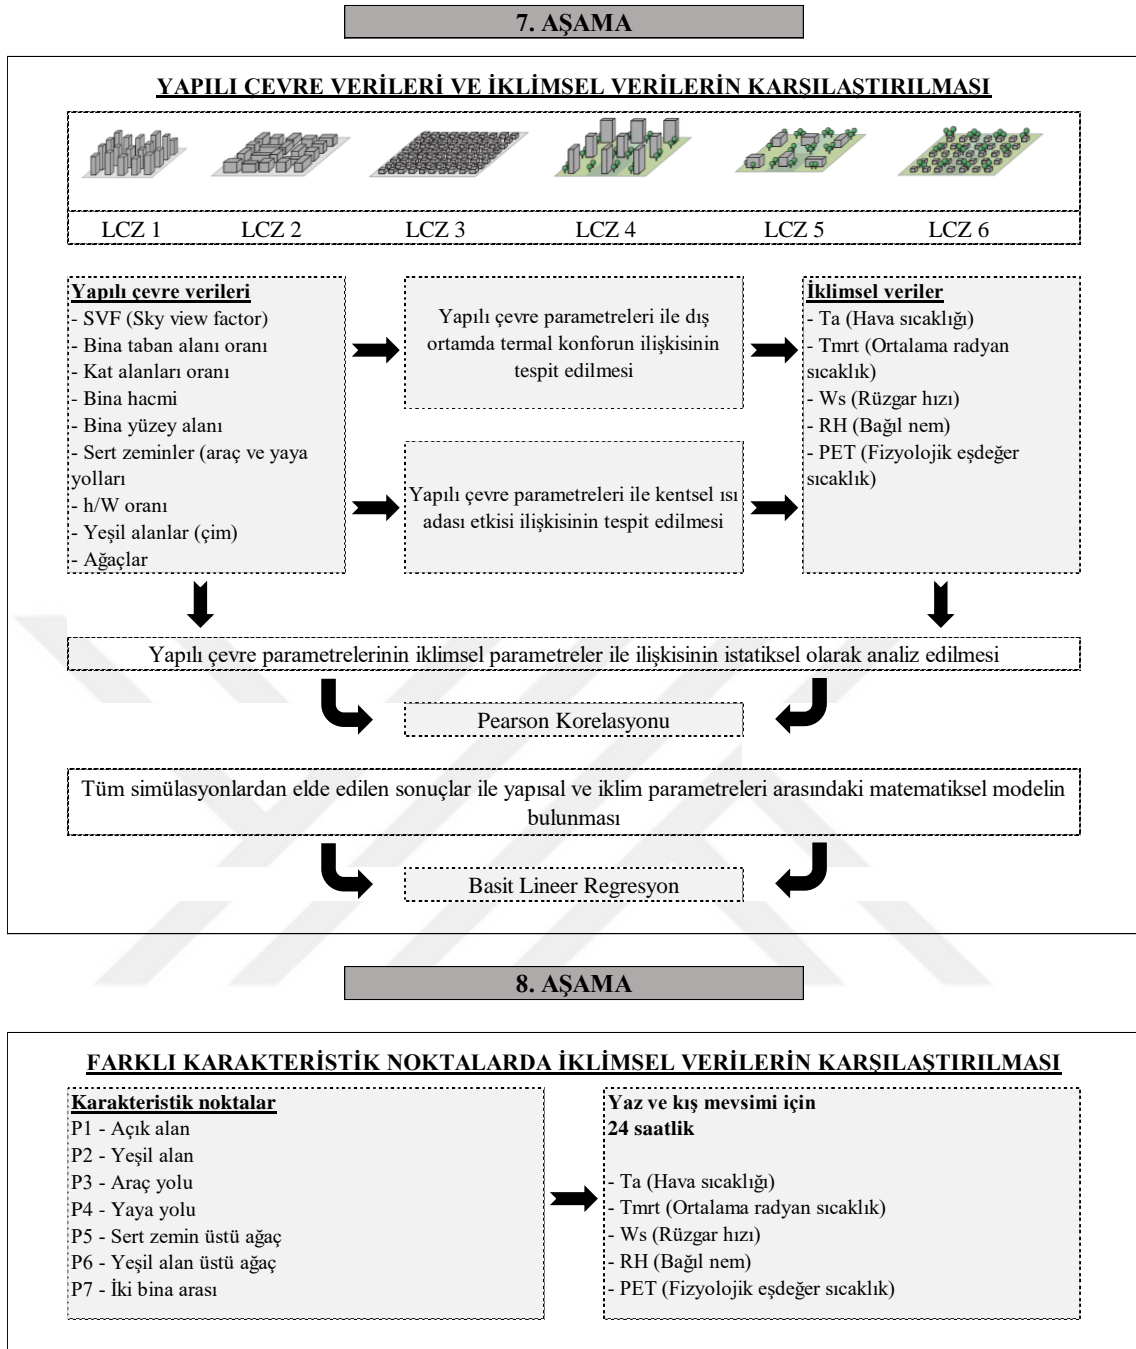 7. AŞAMA
YAPILI ÇEVRE VERİLERİ VE İKLİMSEL VERİLERİN KARŞILAŞTIRILMASI
LCZ 1 LCZ 2 LCZ 3 LCZ 4 LCZ 5 LCZ 6
Yapılı çevre verileri
- SVF (Sky view factor)
- Bina taban alanı oranı
- Kat alanları oranı
- Bina hacmi
- Bina yüzey alanı
- Sert zeminler (araç ve yaya
yolları
- h/W oranı
- Yeşil alanlar (çim)
- Ağaçlar
Yapılı çevre parametreleri ile dış
ortamda termal konforun ilişkisinin
tespit edilmesi
Yapılı çevre parametreleri ile kentsel ısı
adası etkisi ilişkisinin tespit edilmesi
İklimsel veriler
- Ta (Hava sıcaklığı)
- Tmrt (Ortalama radyan
sıcaklık)
- Ws (Rüzgar hızı)
- RH (Bağıl nem)
- PET (Fizyolojik eşdeğer
sıcaklık)
Yapılı çevre parametrelerinin iklimsel parametreler ile ilişkisinin istatiksel olarak analiz edilmesi
Pearson Korelasyonu
Tüm simülasyonlardan elde edilen sonuçlar ile yapısal ve iklim parametreleri arasındaki matematiksel modelin
bulunması
Basit Lineer Regresyon
8. AŞAMA
FARKLI KARAKTERİSTİK NOKTALARDA İKLİMSEL VERİLERİN KARŞILAŞTIRILMASI
Karakteristik noktalar
P1 - Açık alan
P2 - Yeşil alan
P3 - Araç yolu
P4 - Yaya yolu
P5 - Sert zemin üstü ağaç
P6 - Yeşil alan üstü ağaç
P7 - İki bina arası
Yaz ve kış mevsimi için
24 saatlik
- Ta (Hava sıcaklığı)
- Tmrt (Ortalama radyan sıcaklık)
- Ws (Rüzgar hızı)
- RH (Bağıl nem)
- PET (Fizyolojik eşdeğer sıcaklık)